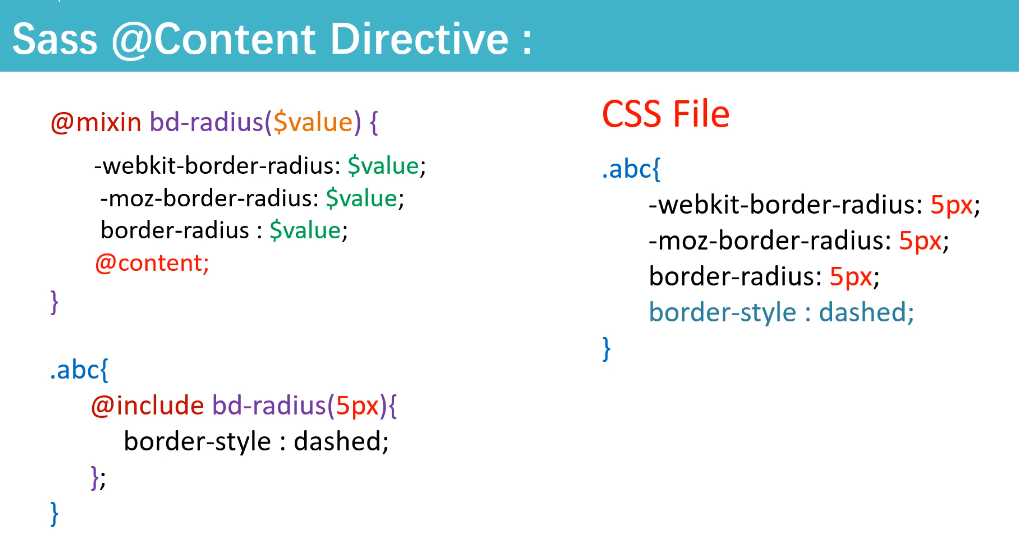 Sass @Content Directive :
@mixin bd-radius($value) {
-webkit-border-radius: $value;
-moz-border-radius: $value;
border-radius : $value;
@content;
}
.abc{
@include bd-radius(5px){
border-style : dashed;
};
}
CSS File
.abc{
-webkit-border-radius: 5px;
-moz-border-radius: 5px;
border-radius: 5px;
border-style : dashed;
}